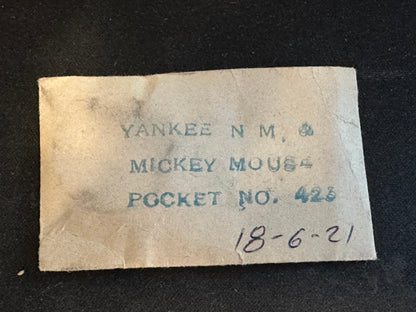 YANKEE N M, &
MICKEY MOUSE
POCKET NO. 423
18-6-21